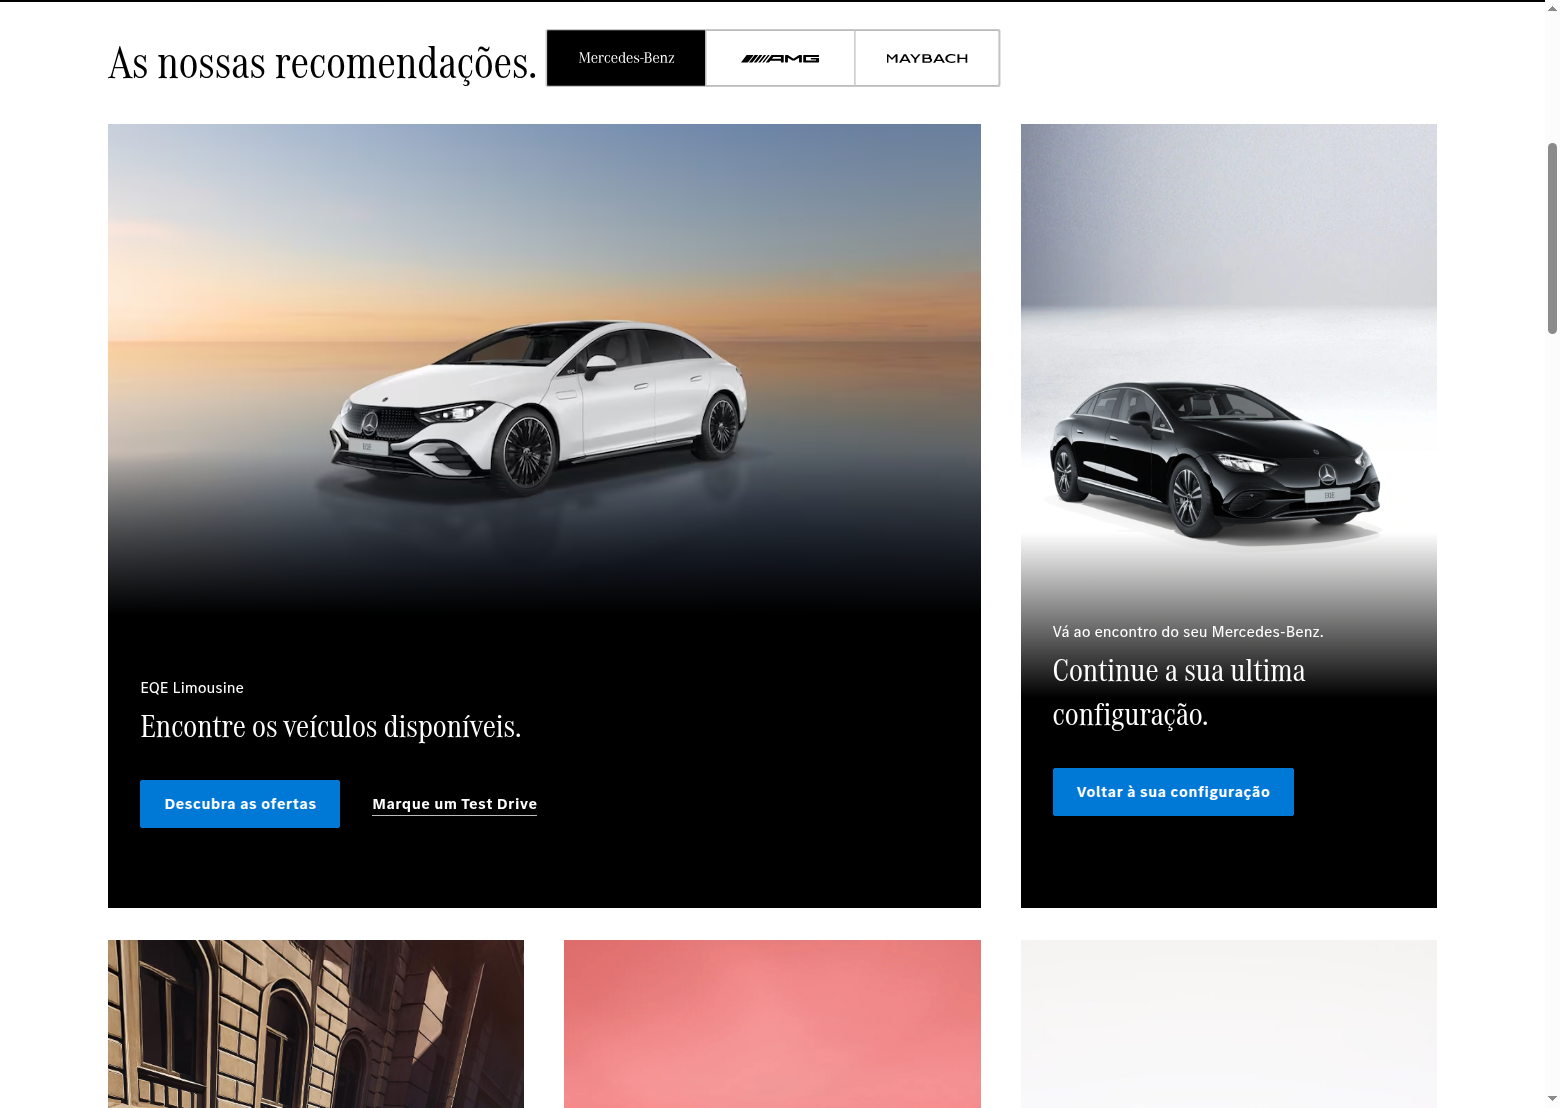 As nossas recomendações.
Mercedes-Benz
AMG
MAYBACH
EQE
EQE
EQE Limousine
Encontre os veículos disponíveis.
Descubra as ofertas
Marque um Test Drive
Vá ao encontro do seu Mercedes-Benz.
Continue a sua ultima
configuração.
Voltar à sua configuração